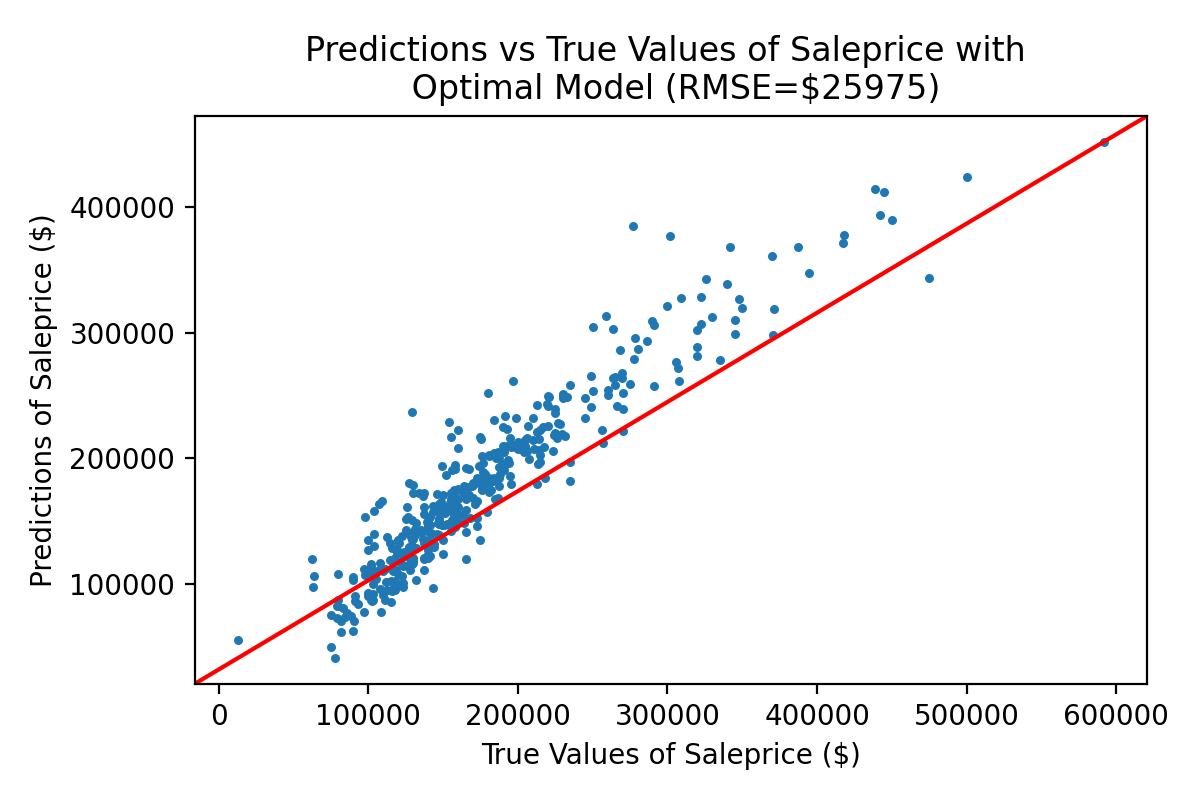 Predictions vs True Values of Saleprice with
Optimal Model (RMSE=$25975)
Predictions of Saleprice ($)
400000
300000
200000
100000
0
100000
200000
300000
400000
500000
600000
True Values of Saleprice ($)